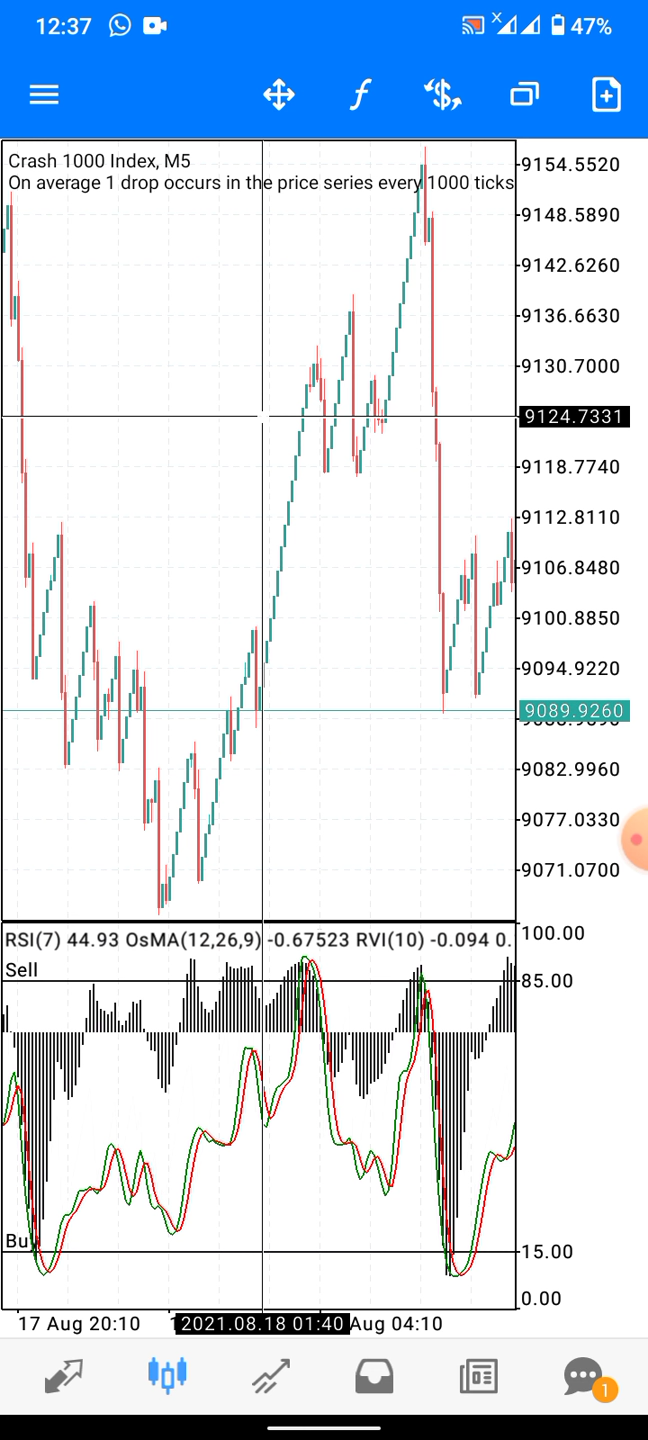 12:37
X
47%
f
$
Crash 1000 Index, M5
On average 1 drop occurs in the price series every 1000 ticks
9154.5520
9148.5890
9142.6260
9136.6630
9130.7000
9124.7331
9118.7740
9112.8110
9106.8480
9100.8850
9094.9220
9089.9260
9082.9960
9077.0330
9071.0700
RSI(7) 44.93 OsMA(12,26,9) -0.67523 RVI(10) -0.094 0.
100.00
Sell
85.00
Bu
15.00
0.00
17 Aug 20:10
2021.08.18 01:40
Aug 04:10
1